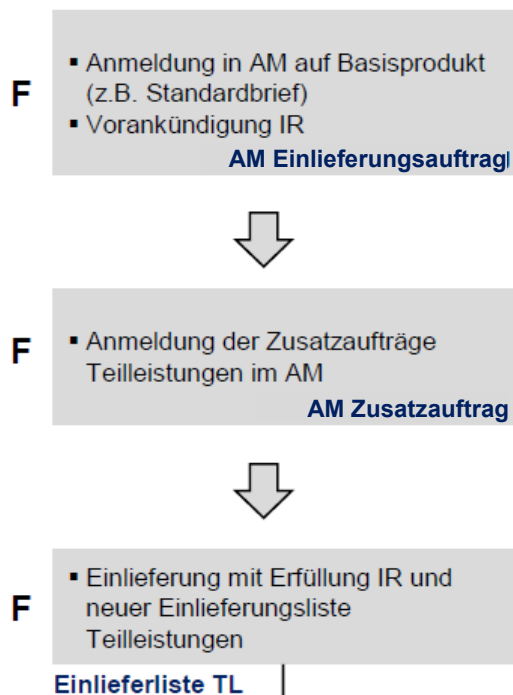 F
▪ Anmeldung in AM auf Basisprodukt
(z.B. Standardbrief)
▪ Vorankündigung IR
AM Einlieferungsauftrag
F
▪ Anmeldung der Zusatzaufträge
Teilleistungen im AM
AM Zusatzauftrag
F
▪ Einlieferung mit Erfüllung IR und
neuer Einlieferungsliste
Teilleistungen
Einlieferliste TL